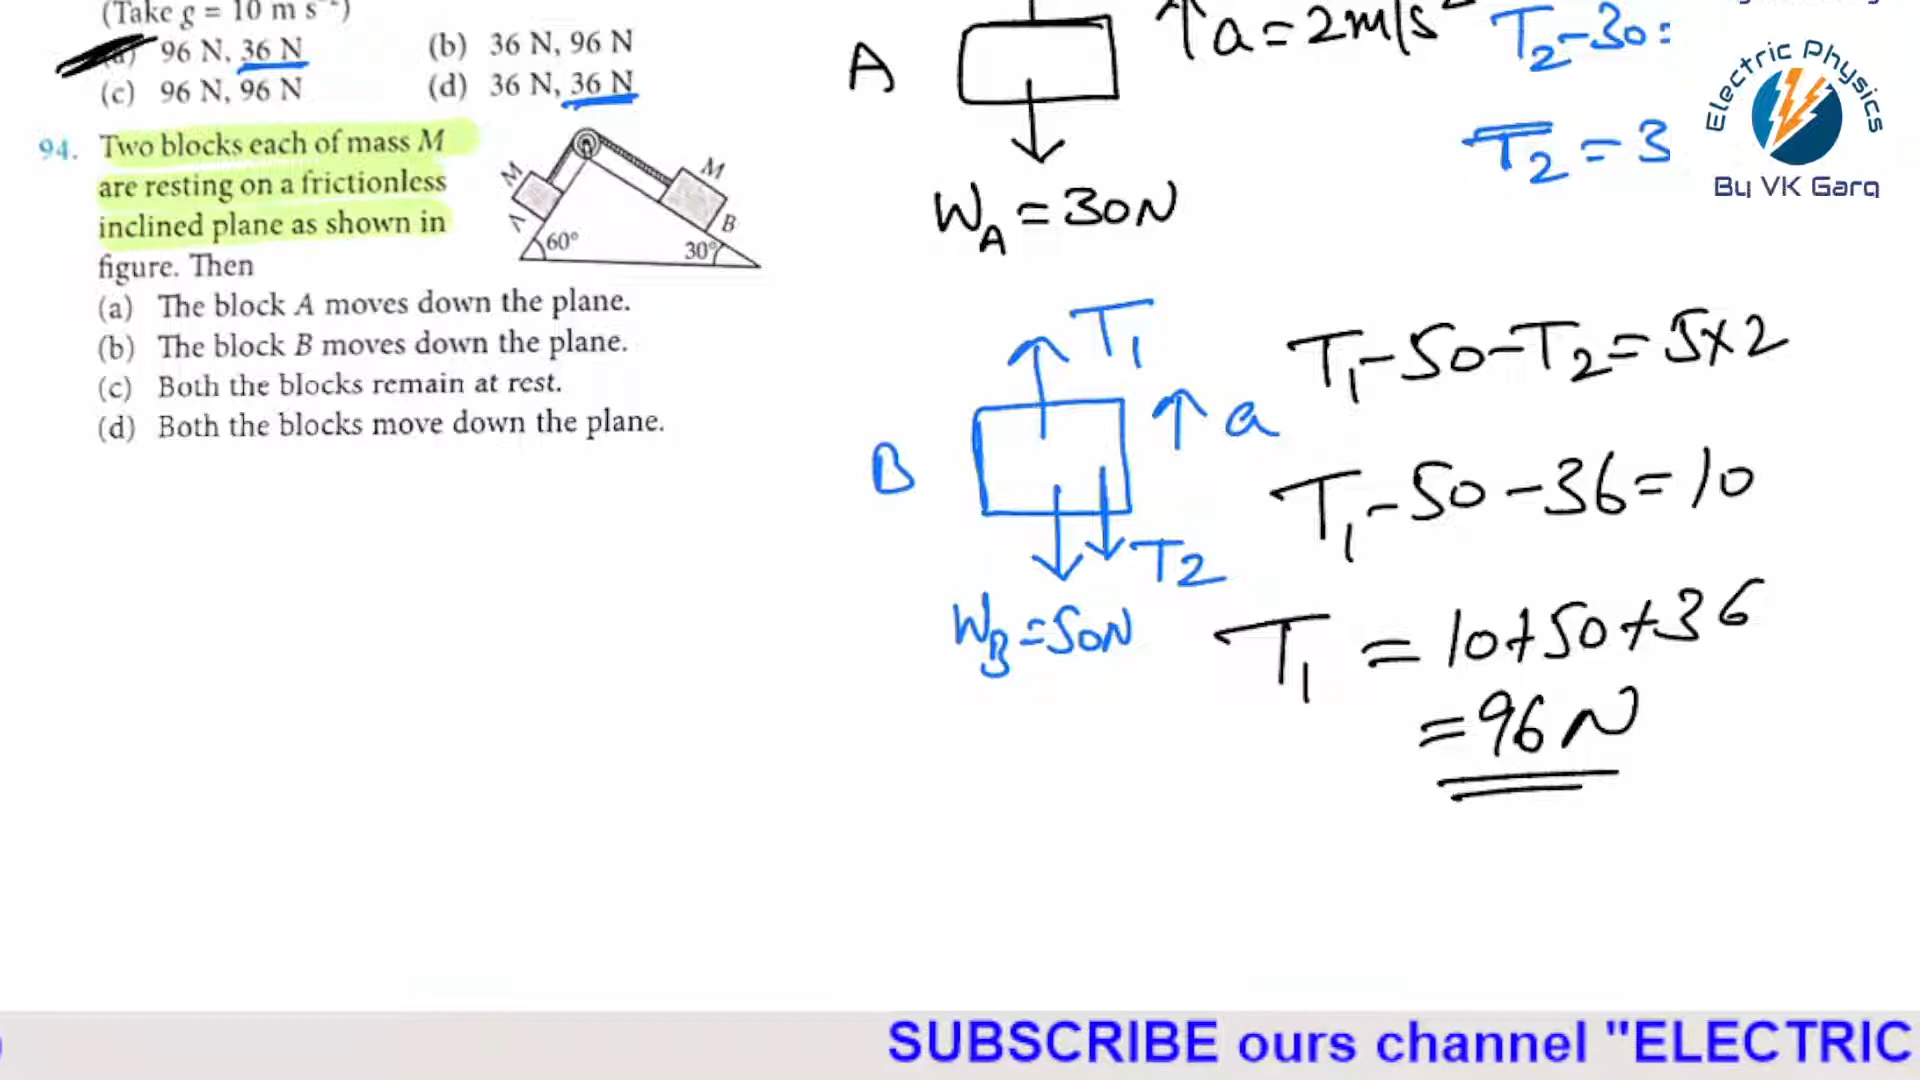 (Take g = 10 m s⁻²)
(a) 96 N, 36 N
(b) 36 N, 96 N
(c) 96 N, 96 N
(d) 36 N, 36 N
94. Two blocks each of mass M
are resting on a frictionless
inclined plane as shown in
figure. Then
(a) The block A moves down the plane.
(b) The block B moves down the plane.
(c) Both the blocks remain at rest.
(d) Both the blocks move down the plane.
M
M
A
B
60°
30°
A
a = 2 m/s²
W_A = 30N
T₂-30=
T₂ = 3
Electric Physics
By VK Garg
B
T₁
a
T₂
W_B = 50N
T₁-50-T₂ = 5×2
T₁-50-36 = 10
T₁ = 10+50+36
= 96 N
SUBSCRIBE ours channel "ELECTRIC